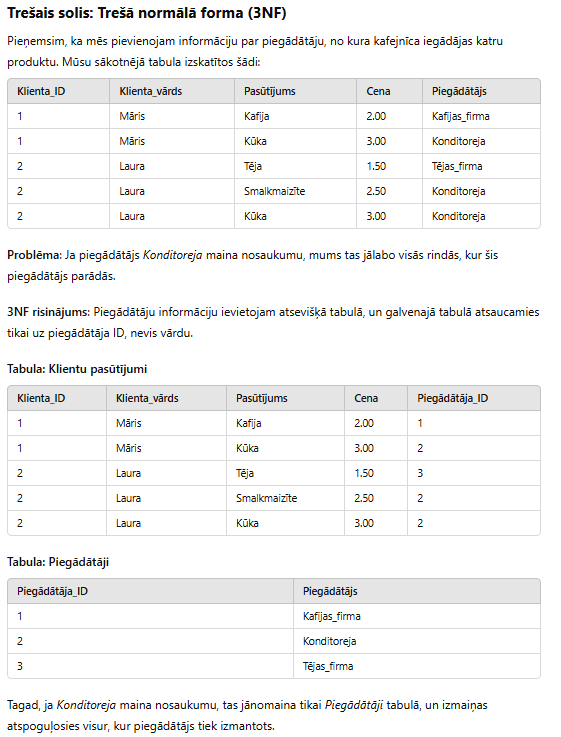 Trešais solis: Trešā normālā forma (3NF)
Pieņemsim, ka mēs pievienojam informāciju par piegādātāju, no kura kafejnīca iegādājas katru
produktu. Mūsu sākotnējā tabula izskatītos šādi:
Klienta_ID Klienta_vārds Pasūtījums Cena Piegādātājs
1 Māris Kafija 2.00 Kafijas_firma
1 Māris Kūka 3.00 Konditoreja
2 Laura Tēja 1.50 Tējas_firma
2 Laura Smalkmaizīte 2.50 Konditoreja
2 Laura Kūka 3.00 Konditoreja
Problēma: Ja piegādātājs Konditoreja maina nosaukumu, mums tas jālabo visās rindās, kur šis
piegādātājs parādās.
3NF risinājums: Piegādātāju informāciju ievietojam atsevišķā tabulā, un galvenajā tabulā atsaucamies
tikai uz piegādātāja ID, nevis vārdu.
Tabula: Klientu pasūtījumi
Klienta_ID Klienta_vārds Pasūtījums Cena Piegādātāja_ID
1 Māris Kafija 2.00 1
1 Māris Kūka 3.00 2
2 Laura Tēja 1.50 3
2 Laura Smalkmaizīte 2.50 2
2 Laura Kūka 3.00 2
Tabula: Piegādātāji
Piegādātāja_ID Piegādātājs
1 Kafijas_firma
2 Konditoreja
3 Tējas_firma
Tagad, ja Konditoreja maina nosaukumu, tas jānomaina tikai Piegādātāji tabulā, un izmaiņas
atspoguļosies visur, kur piegādātājs tiek izmantots.